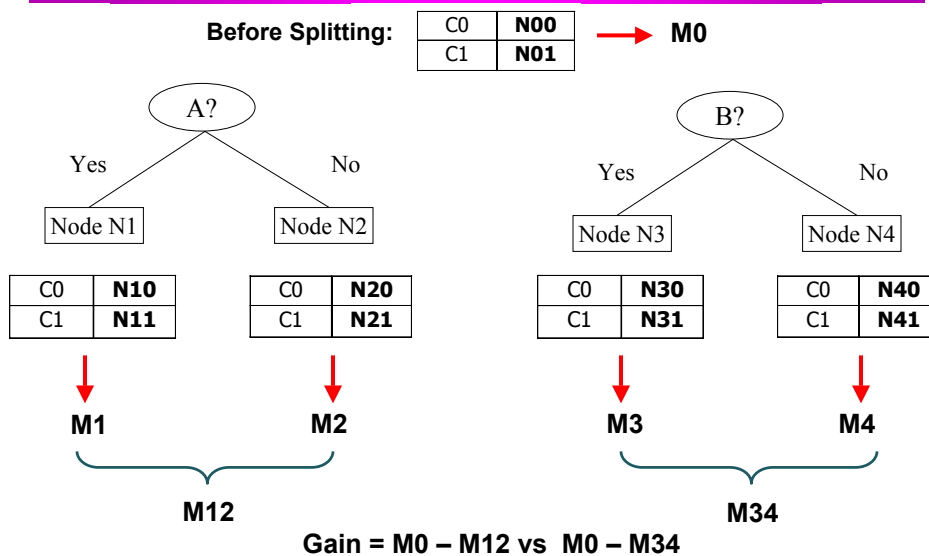 Before Splitting: C0 N00 M0
C1 N01
A? B?
Yes No Yes No
Node N1 Node N2 Node N3 Node N4
C0 N10 C0 N20 C0 N30 C0 N40
C1 N11 C1 N21 C1 N31 C1 N41
M1 M2 M3 M4
M12 M34
Gain = M0 – M12 vs M0 – M34